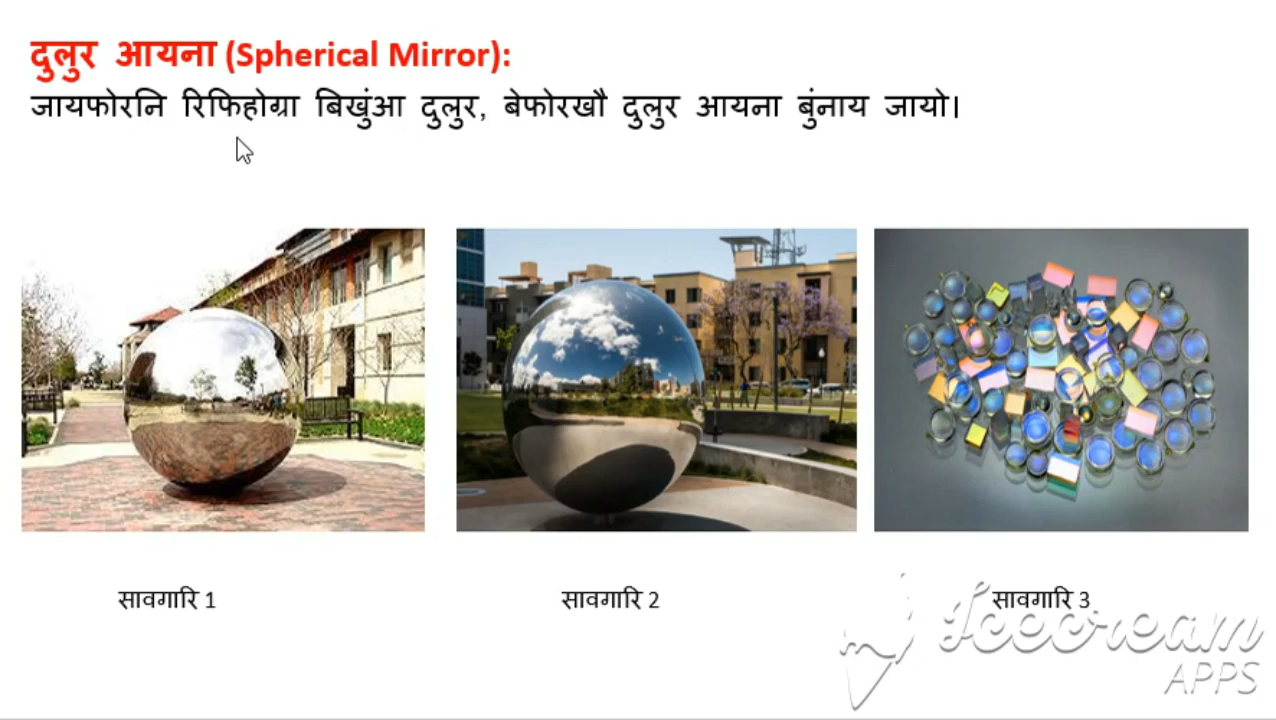 दुलुर आयना (Spherical Mirror):
जायफोरनि रिफिहोग्रा बिखुंआ दुलुर, बेफोरखौ दुलुर आयना बुंनाय जायो।
सावगारि 1
सावगारि 2
सावगारि 3
Icecream
APPS